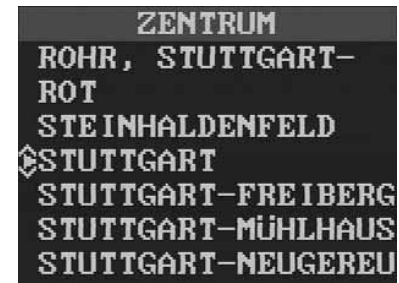 ZENTRUM
ROHR, STUTTGART-
ROT
STEINHALDENFELD
STUTTGART
STUTTGART-FREIBERG
STUTTGART-MüHLHAUS
STUTTGART-NEUGEREU